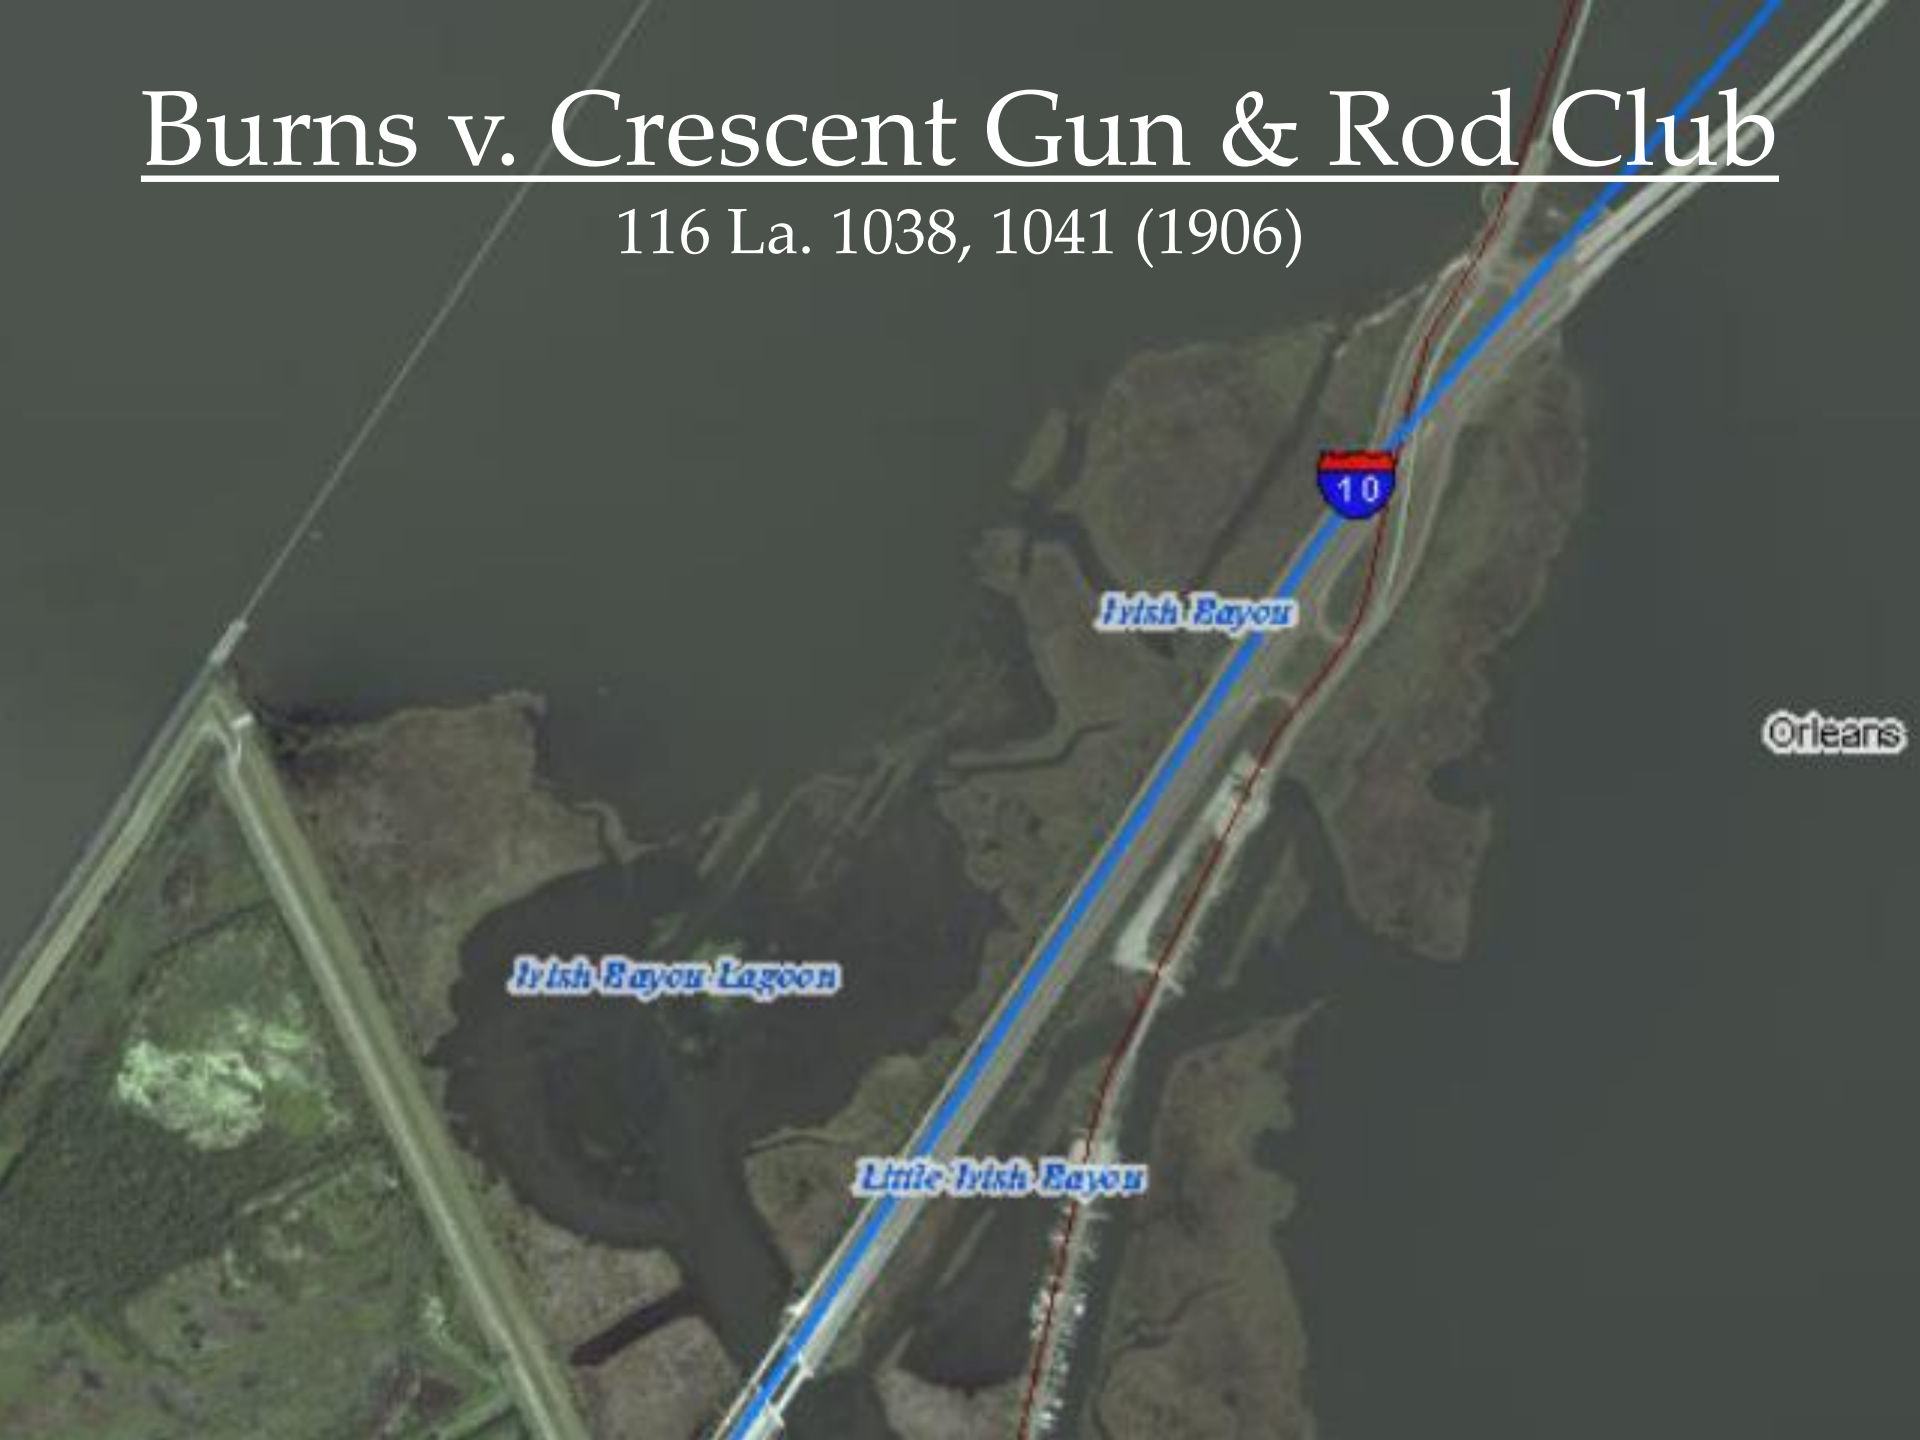 Burns v. Crescent Gun & Rod Club
116 La. 1038, 1041 (1906)
10
Irish Bayou
Orleans
Irish Bayou Lagoon
Little Irish Bayou